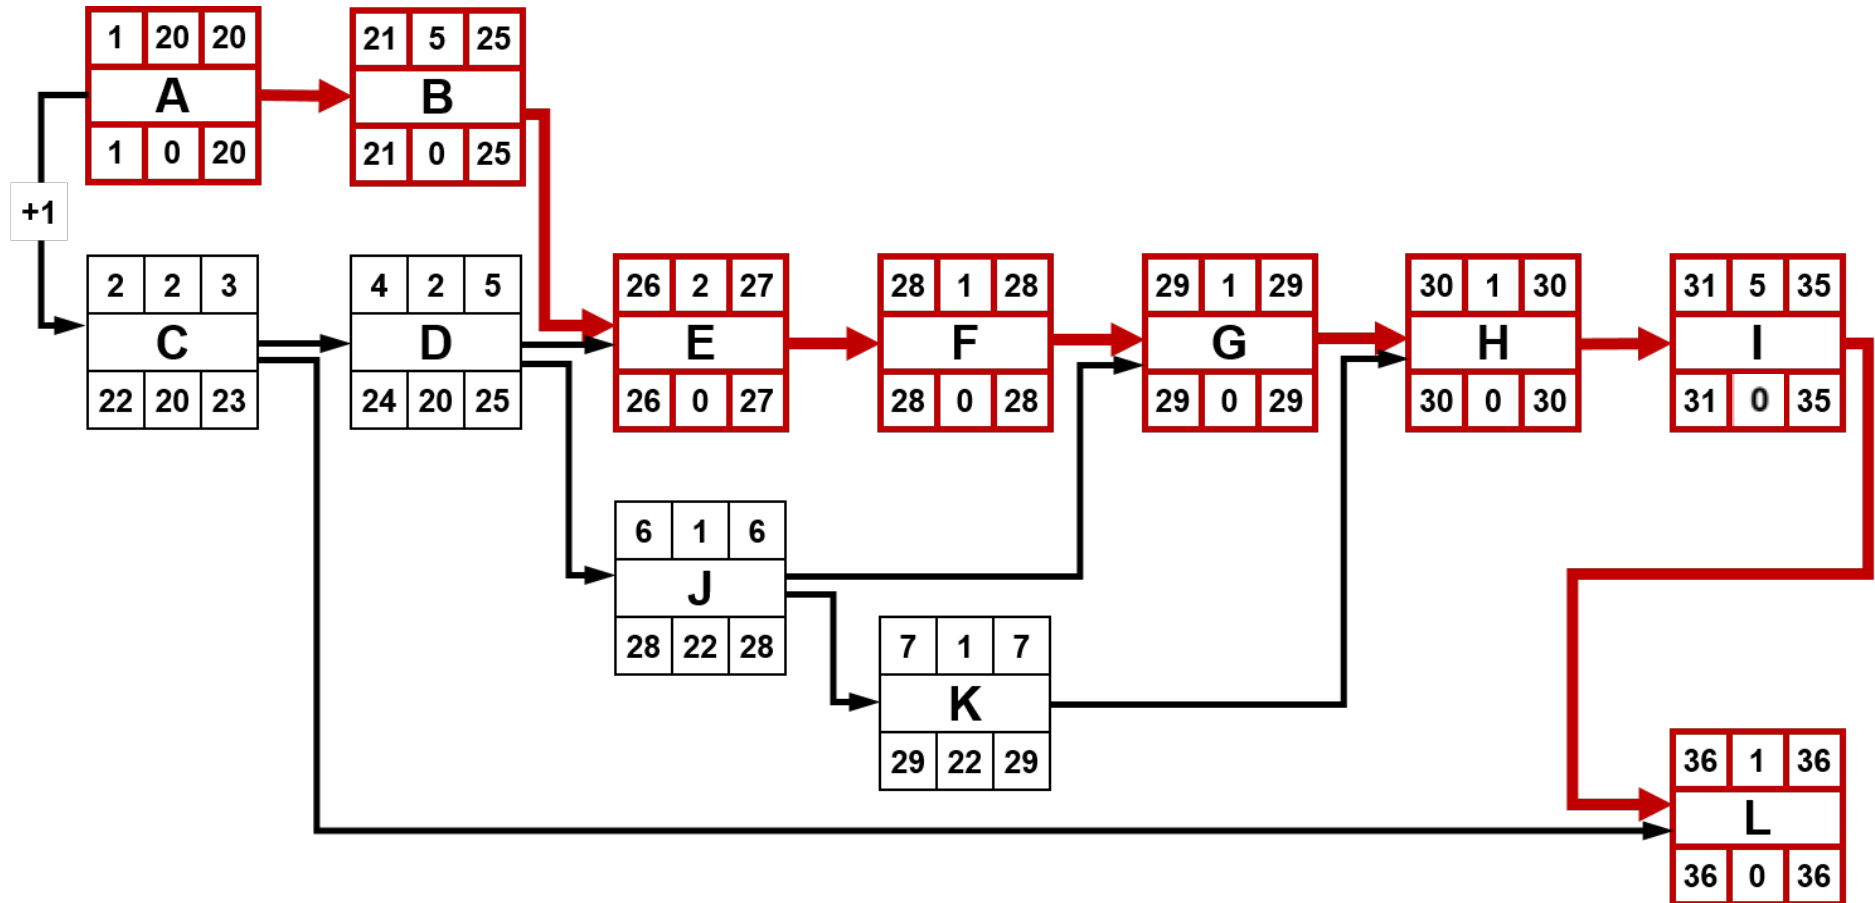 1 20 20
A
1 0 20
21 5 25
B
21 0 25
+1
2 2 3
C
22 20 23
4 2 5
D
24 20 25
26 2 27
E
26 0 27
28 1 28
F
28 0 28
29 1 29
G
29 0 29
30 1 30
H
30 0 30
31 5 35
I
31 0 35
6 1 6
J
28 22 28
7 1 7
K
29 22 29
36 1 36
L
36 0 36